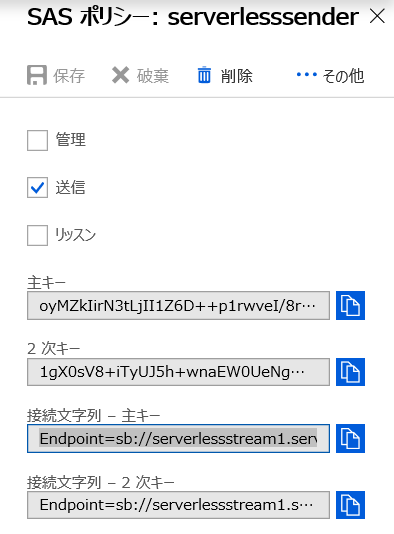 SAS ポリシー: serverlesssender
保存 破棄 削除 ••• その他
管理
送信
リッスン
主キー
oyMZkIirN3tLjII1Z6D++p1rwveI/8r···
2 次キー
1gX0sV8+iTyUJ5h+wnaEW0UeNg···
接続文字列 – 主キー
Endpoint=sb://serverlessstream1.serv
接続文字列 – 2 次キー
Endpoint=sb://serverlessstream1.s···